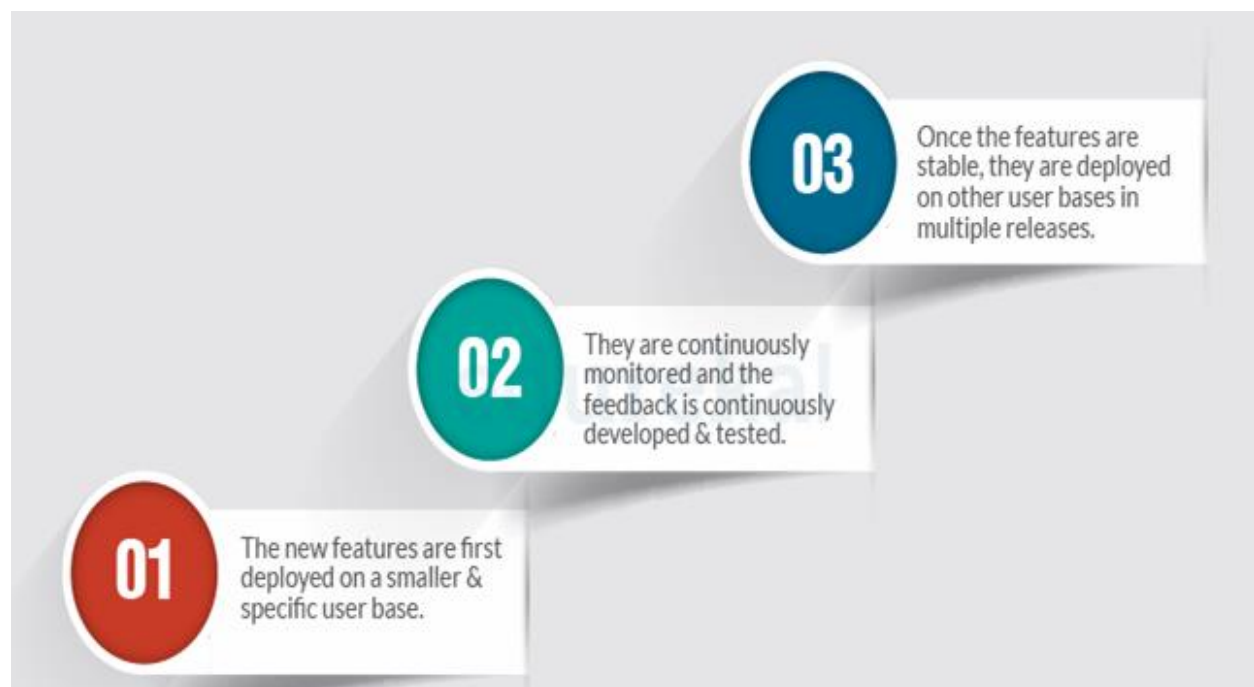 01
The new features are first
deployed on a smaller &
specific user base.
02
They are continuously
monitored and the
feedback is continuously
developed & tested.
03
Once the features are
stable, they are deployed
on other user bases in
multiple releases.